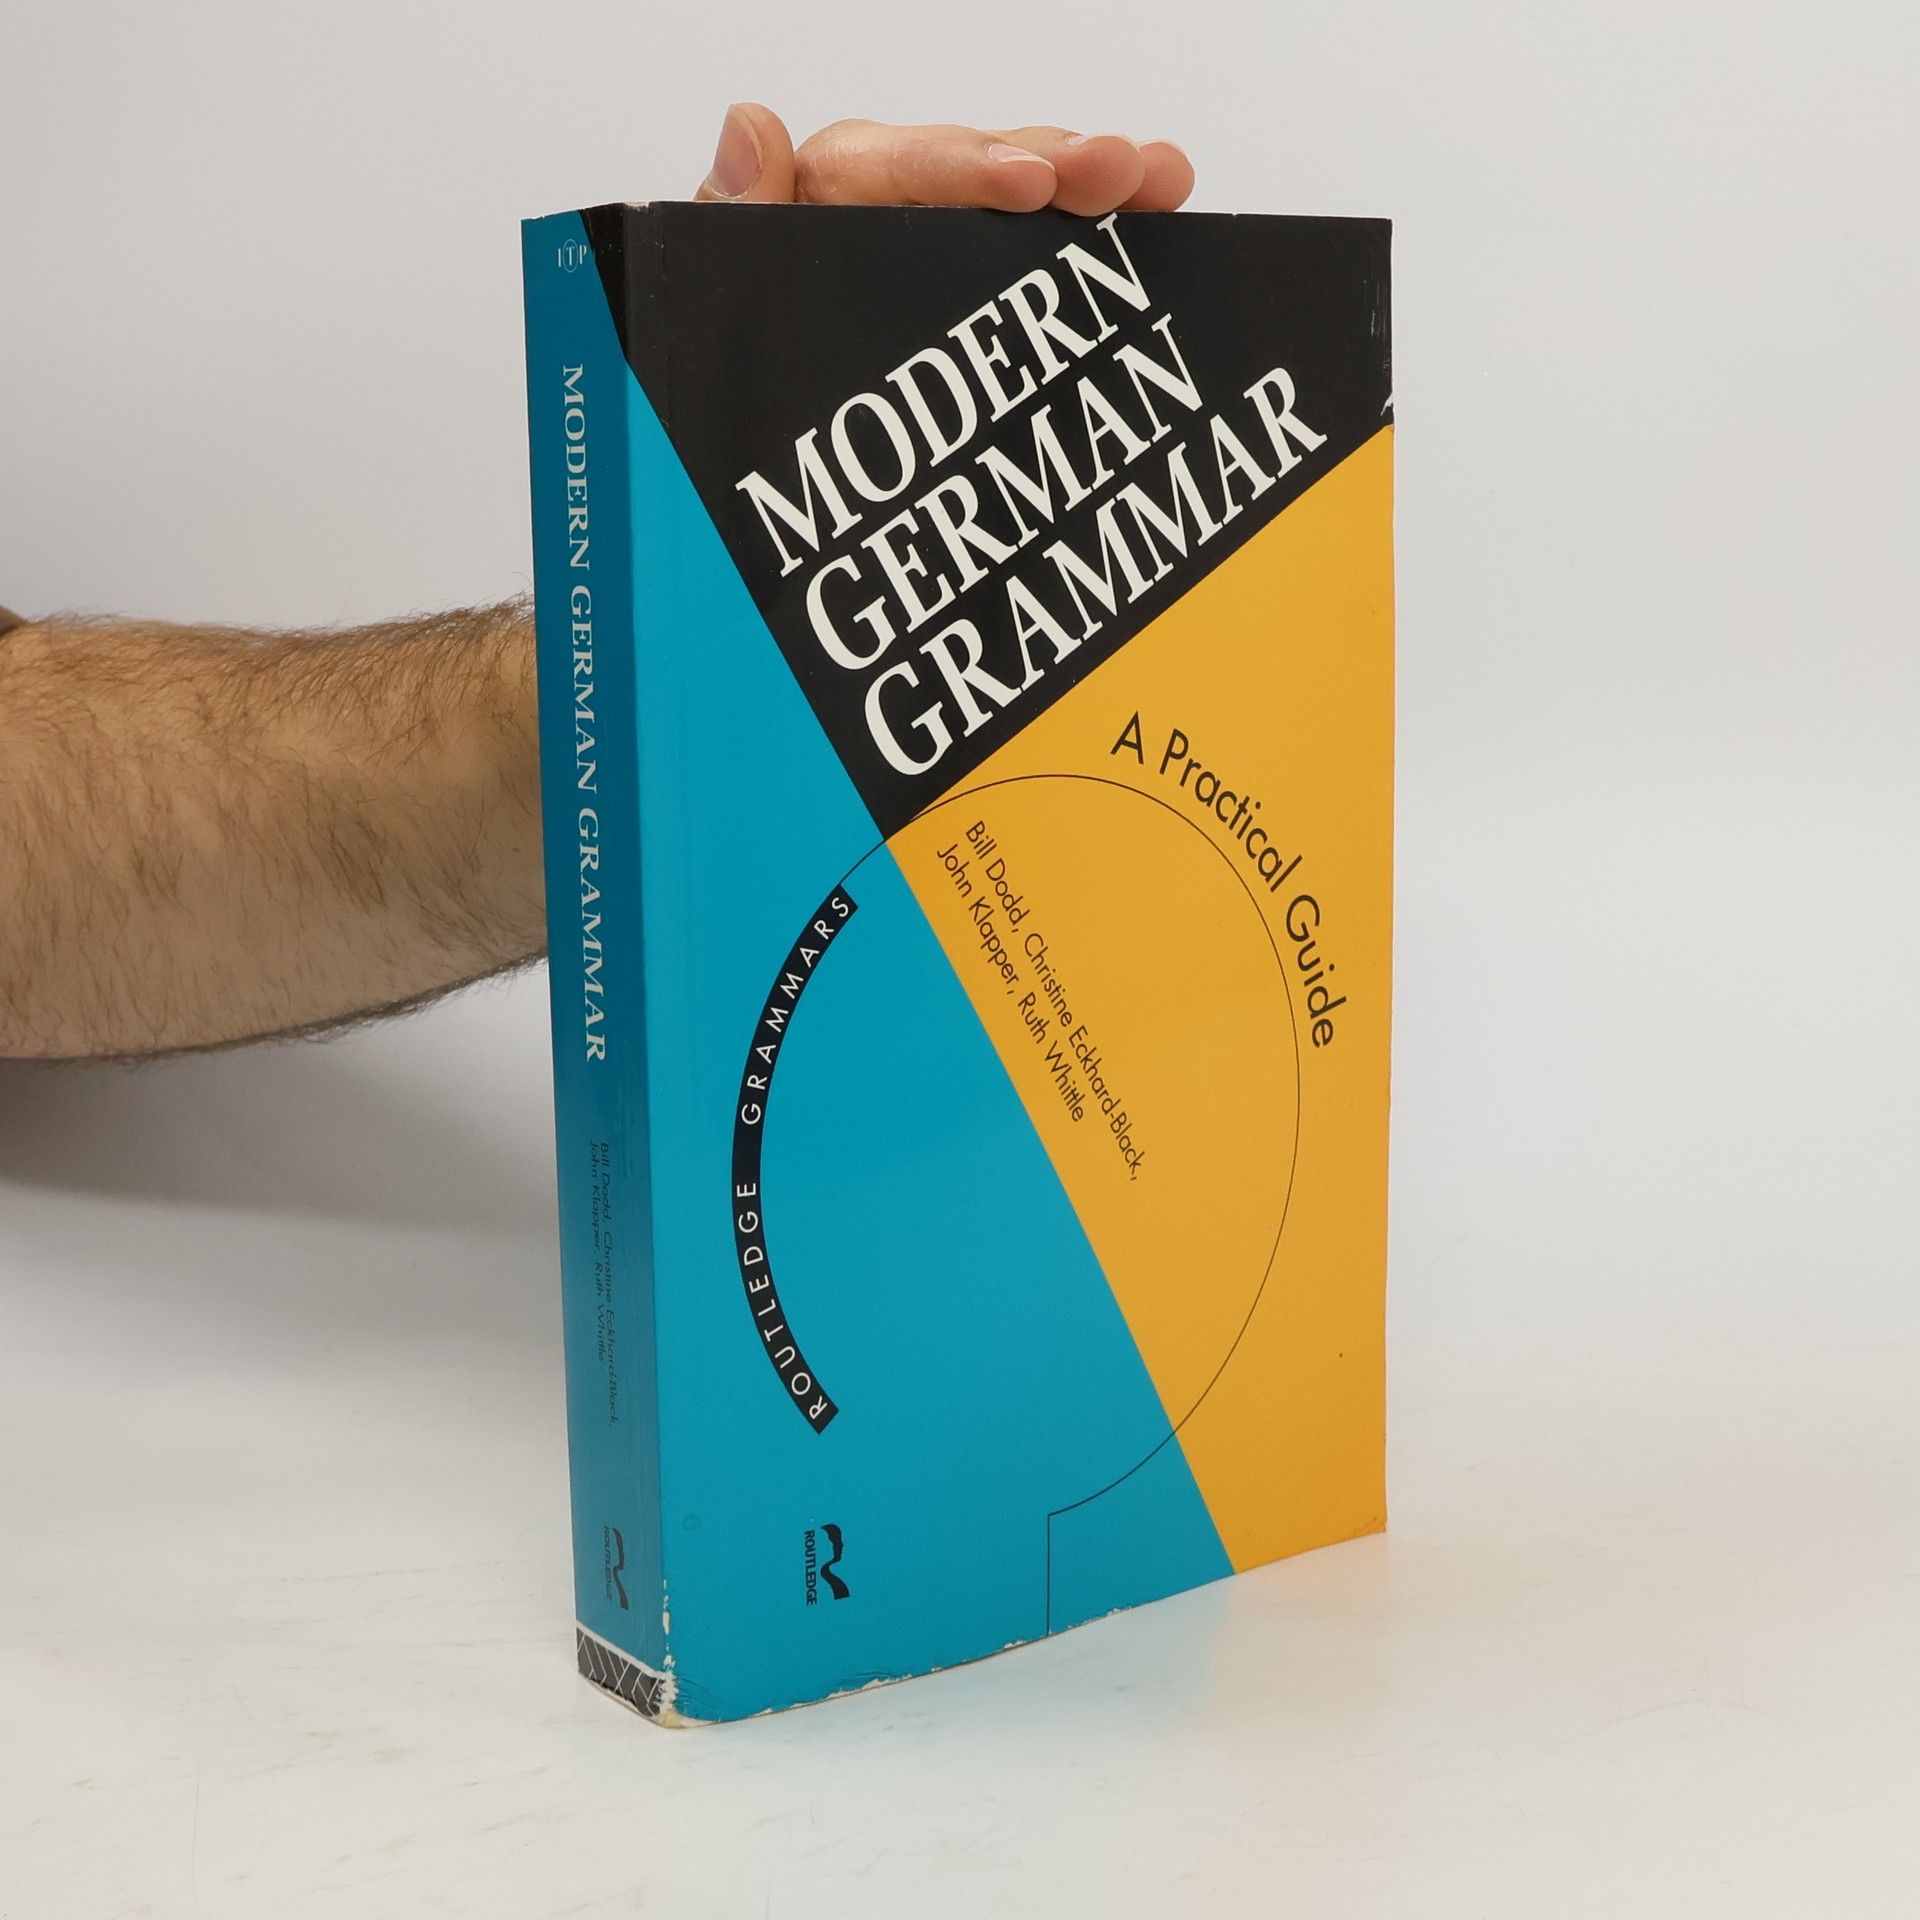 ITP
MODERN GERMAN GRAMMAR
Bill Dodd, Christine Eckhard-Black,
John Klapper, Ruth Whittle
ROUTLEDGE
MODERN
GERMAN
GRAMMAR
A Practical Guide
Bill Dodd, Christine Eckhard-Black,
John Klapper, Ruth Whittle
ROUTLEDGE GRAMMARS
ROUTLEDGE